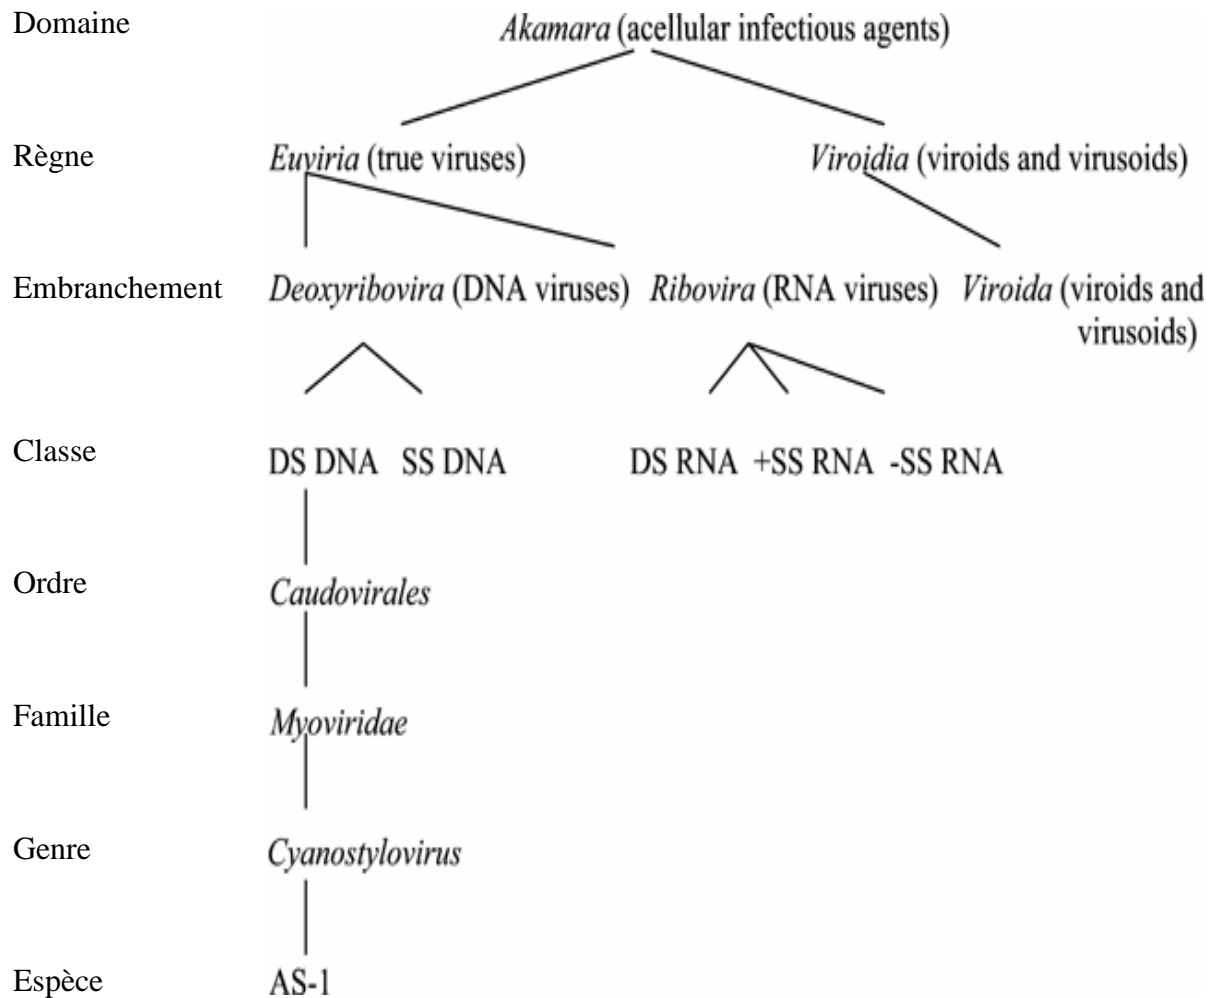 Domaine Akamara (acellular infectious agents)
Règne Euviria (true viruses) Viroidia (viroids and virusoids)
Embranchement Deoxyribovira (DNA viruses) Ribovira (RNA viruses) Viroida (viroids and
virusoids)
Classe DS DNA SS DNA DS RNA +SS RNA -SS RNA
Ordre Caudovirales
Famille Myoviridae
Genre Cyanostylovirus
Espèce AS-1